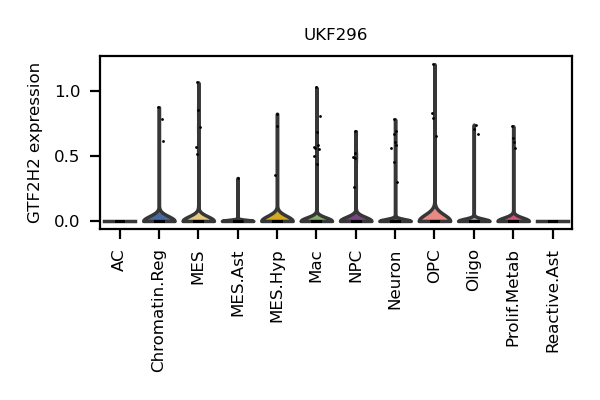 UKF296
GTF2H2 expression
1.0
0.5
0.0
AC
Chromatin.Reg
MES
MES.Ast
MES.Hyp
Mac
NPC
Neuron
OPC
Oligo
Prolif.Metab
Reactive.Ast